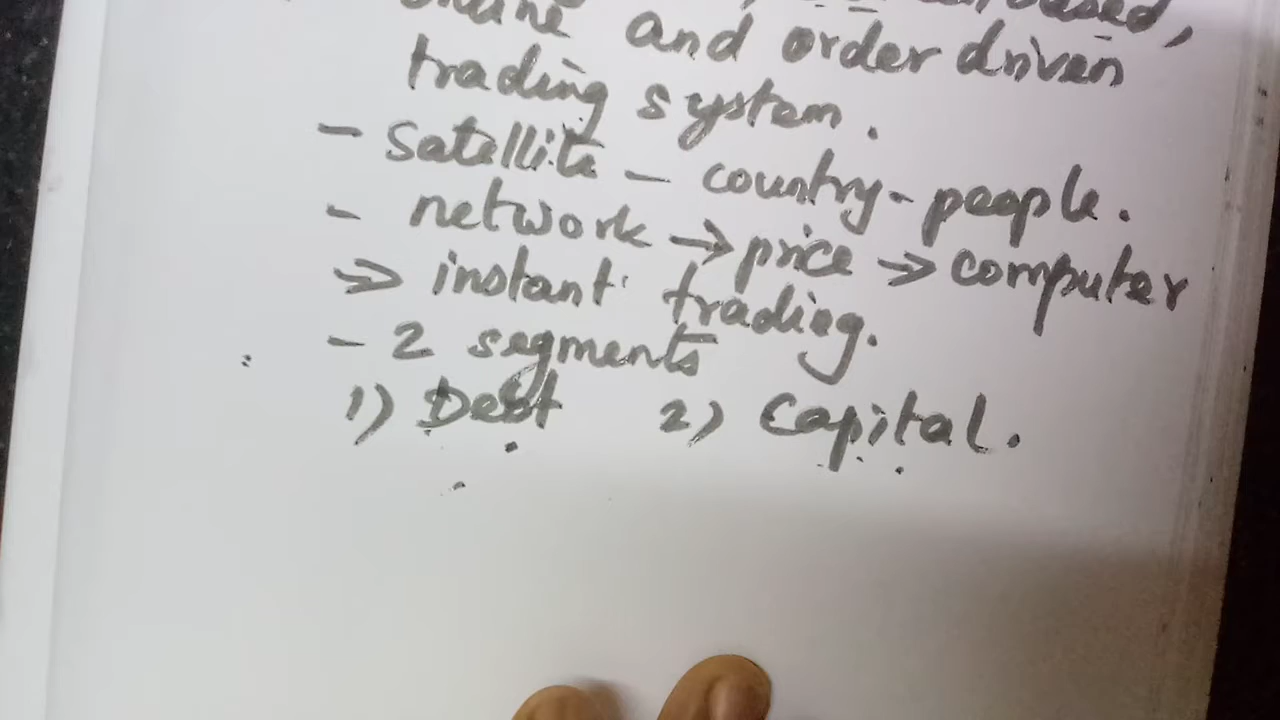 and order driven
trading system.
- Satellite - country - people.
- network → price → computer
⇒ instant trading.
- 2 segments
1) Debt 2) Capital.